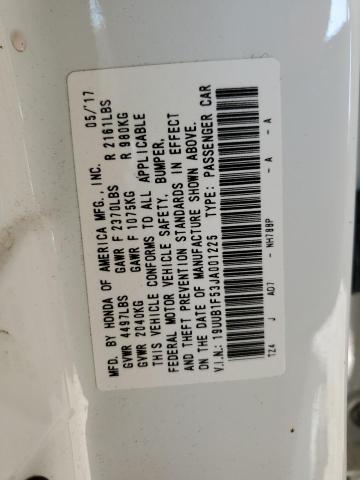 MFD. BY HONDA OF AMERICA MFG., INC. 05/'17
GVWR 4497LBS GAWR F 2370LBS R 2161LBS
GVWR 2040KG GAWR F 1075KG R 980KG
THIS VEHICLE CONFORMS TO ALL APPLICABLE
FEDERAL MOTOR VEHICLE SAFETY, BUMPER,
AND THEFT PREVENTION STANDARDS IN EFFECT
ON THE DATE OF MANUFACTURE SHOWN ABOVE.
V.I.N.: 19UUB1F53JA001225 TYPE: PASSENGER CAR
TZ4 J A07 - NH788P - A - A